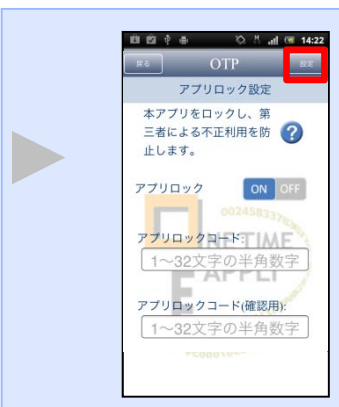 14:22
戻る OTP 設定
アプリロック設定
本アプリをロックし、第
三者による不正利用を防
止します。
?
アプリロック ON OFF
アプリロックコード:
1～32文字の半角数字
アプリロックコード(確認用):
1～32文字の半角数字